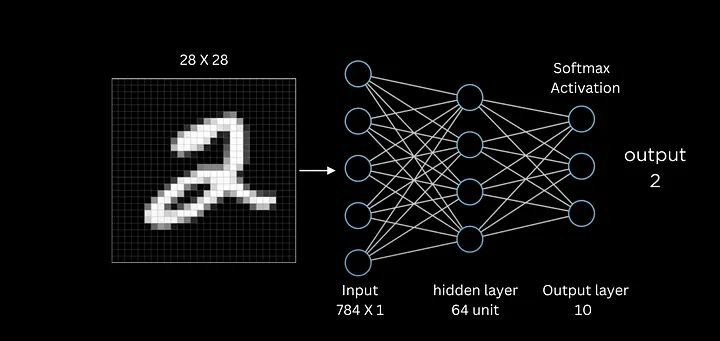 28 X 28
Softmax
Activation
output
2
Input
784 X 1
hidden layer
64 unit
Output layer
10